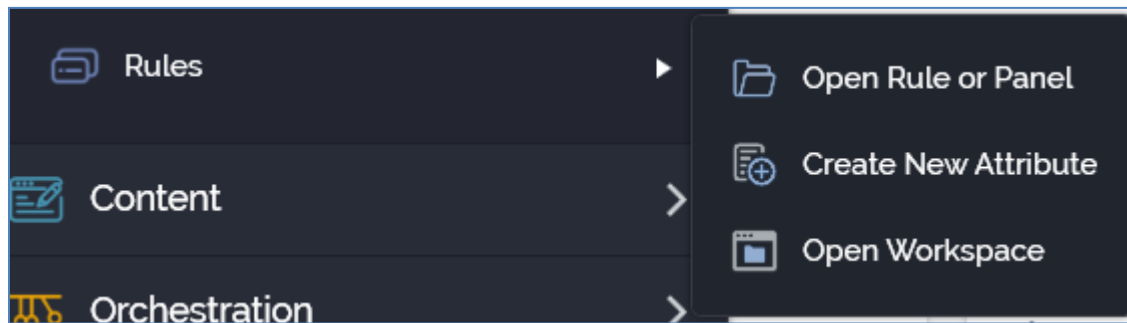 Rules
Content
Orchestration
Open Rule or Panel
Create New Attribute
Open Workspace